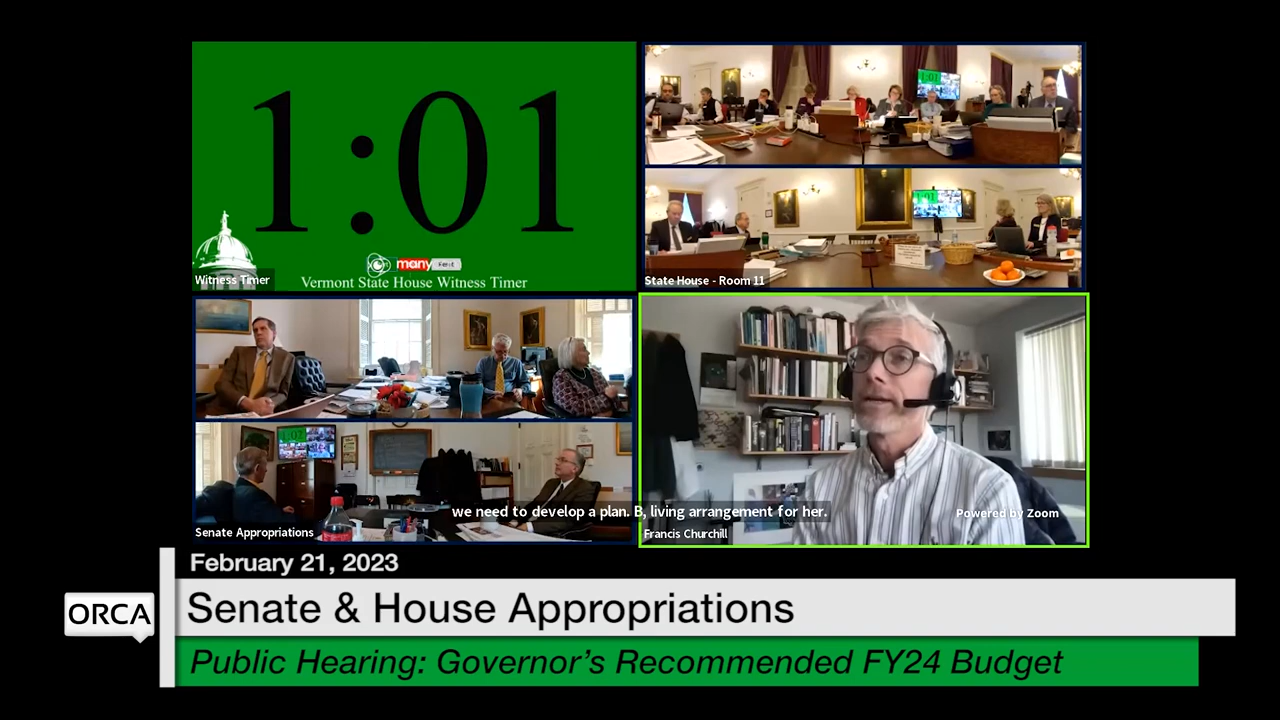 1:01
many
Witness Timer
Vermont State House Witness Timer
State House - Room 11
Senate Appropriations
we need to develop a plan. B, living arrangement for her.
Powered by Zoom
Francis Churchill
February 21, 2023
ORCA
Senate & House Appropriations
Public Hearing: Governor's Recommended FY24 Budget